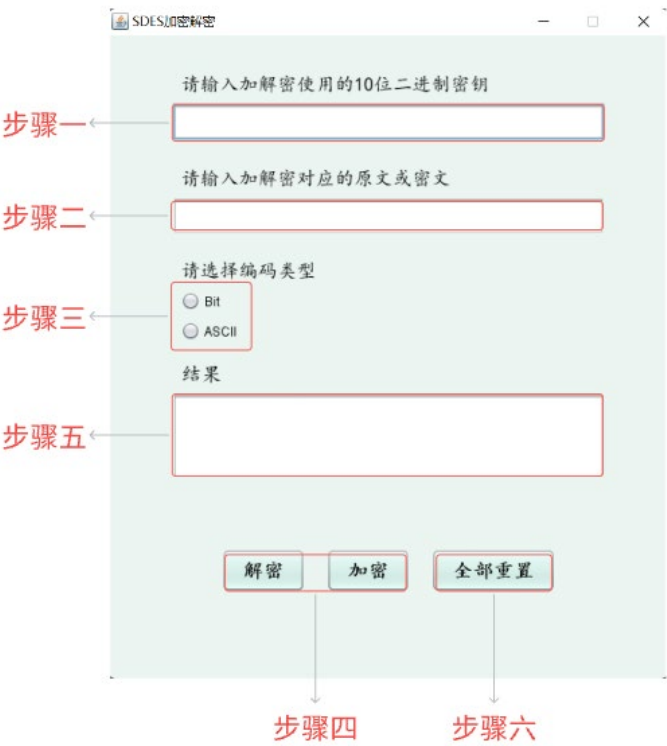 SDES加密解密
请输入加解密使用的10位二进制密钥
步骤一
请输入加解密对应的原文或密文
步骤二
请选择编码类型
Bit
步骤三
ASCII
结果
步骤五
解密 加密 全部重置
步骤四 步骤六